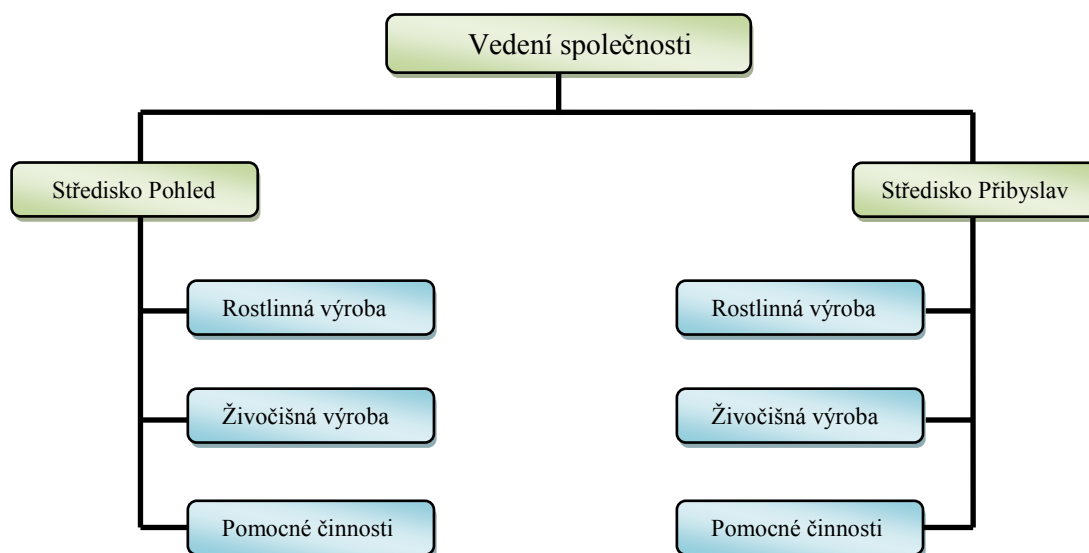 Vedení společnosti
Středisko Pohled
Středisko Přibyslav
Rostlinná výroba
Rostlinná výroba
Živočišná výroba
Živočišná výroba
Pomocné činnosti
Pomocné činnosti